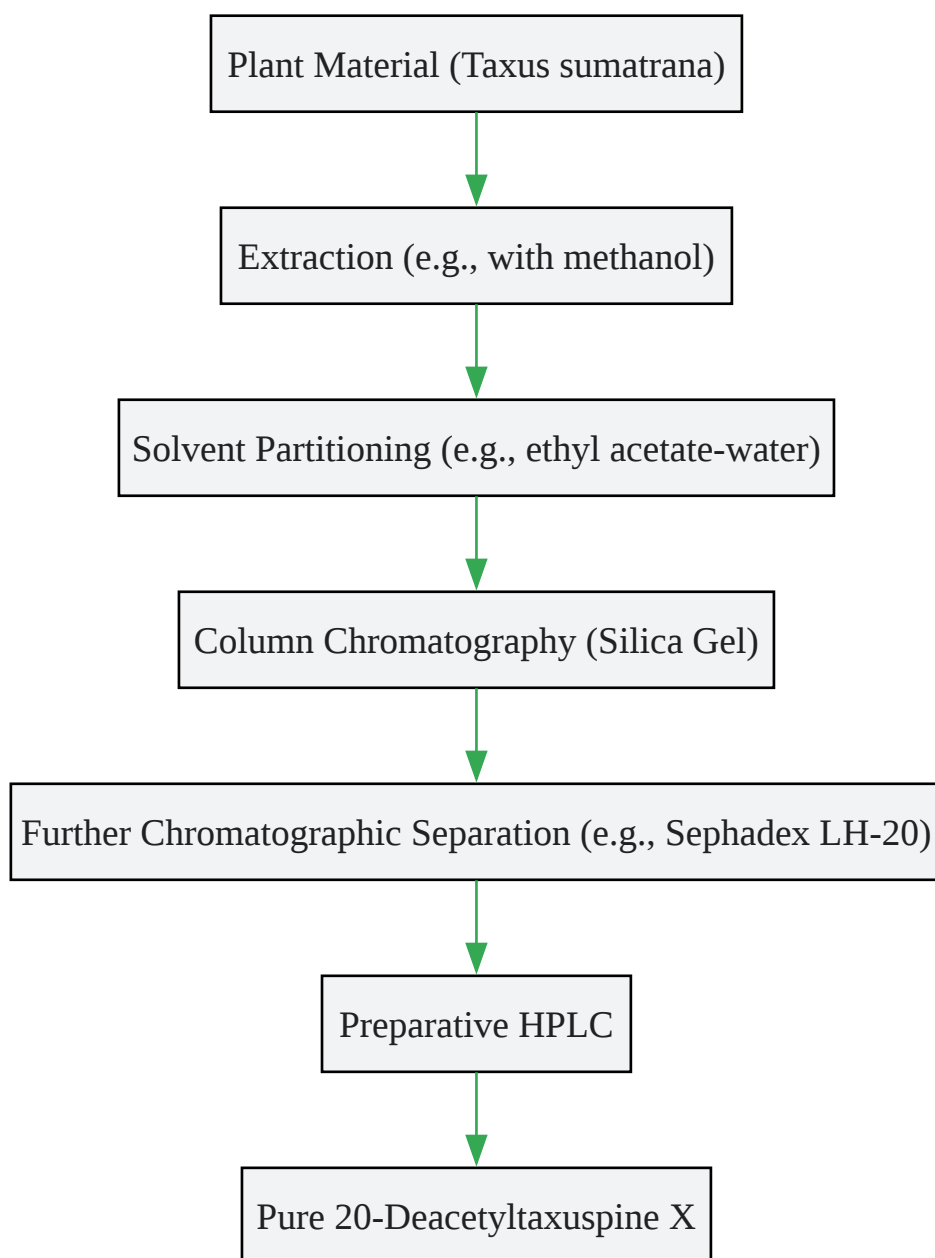 Plant Material (Taxus sumatrana)
Extraction (e.g., with methanol)
Solvent Partitioning (e.g., ethyl acetate-water)
Column Chromatography (Silica Gel)
Further Chromatographic Separation (e.g., Sephadex LH-20)
Preparative HPLC
Pure 20-Deacetyltaxuspine X